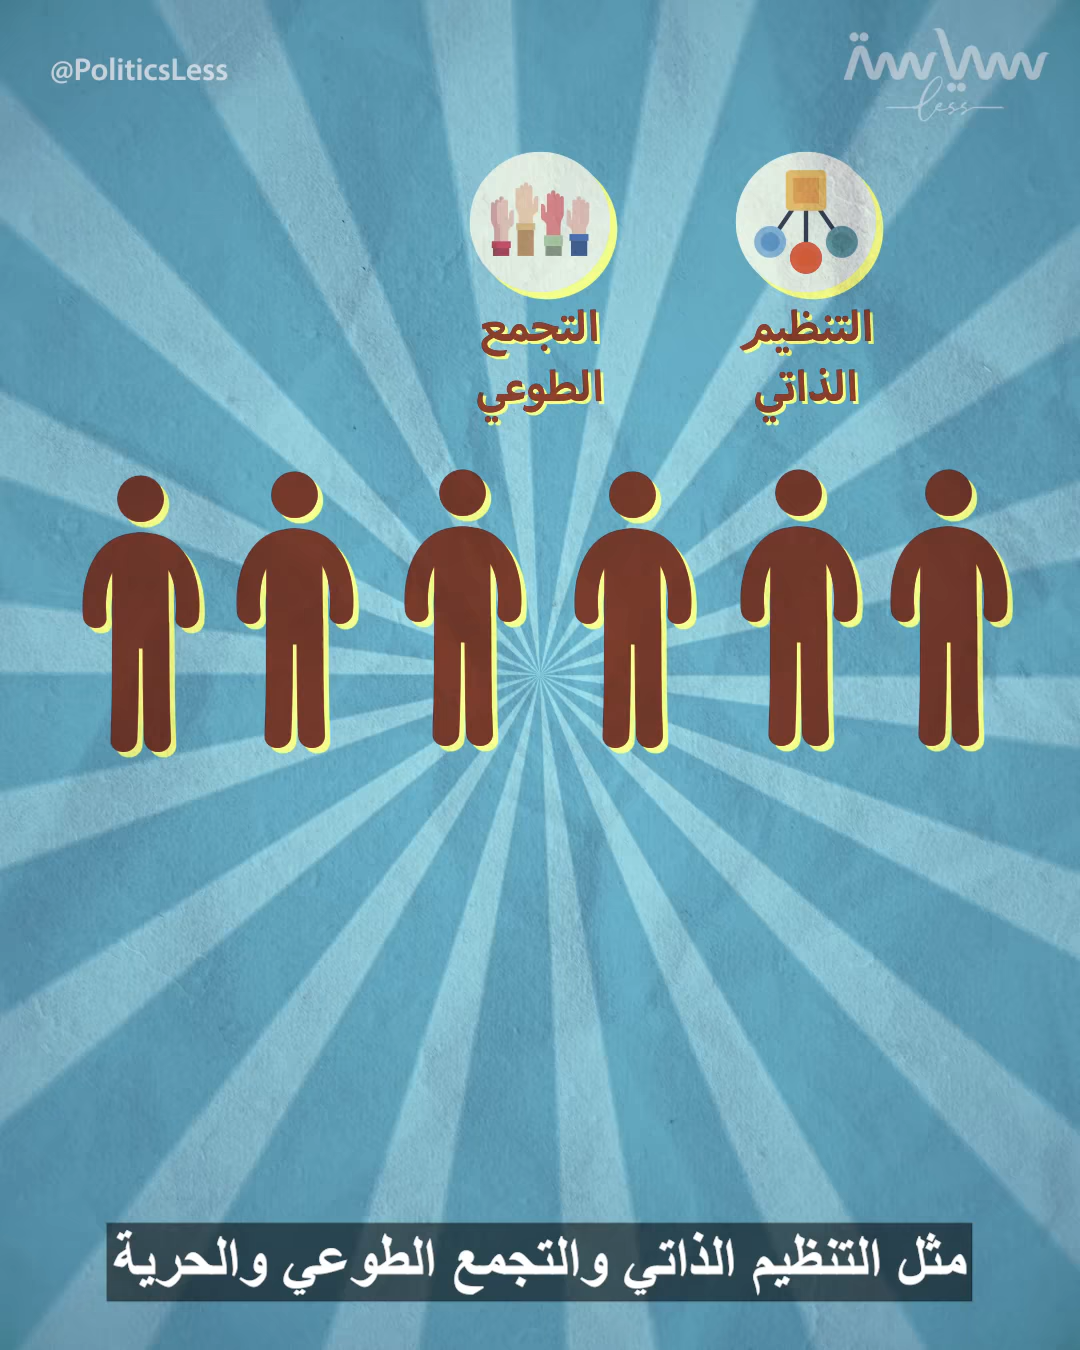 @PoliticsLess
سياسة
less
التنظيم
الذاتي
التجمع
الطوعي
مثل التنظيم الذاتي والتجمع الطوعي والحرية